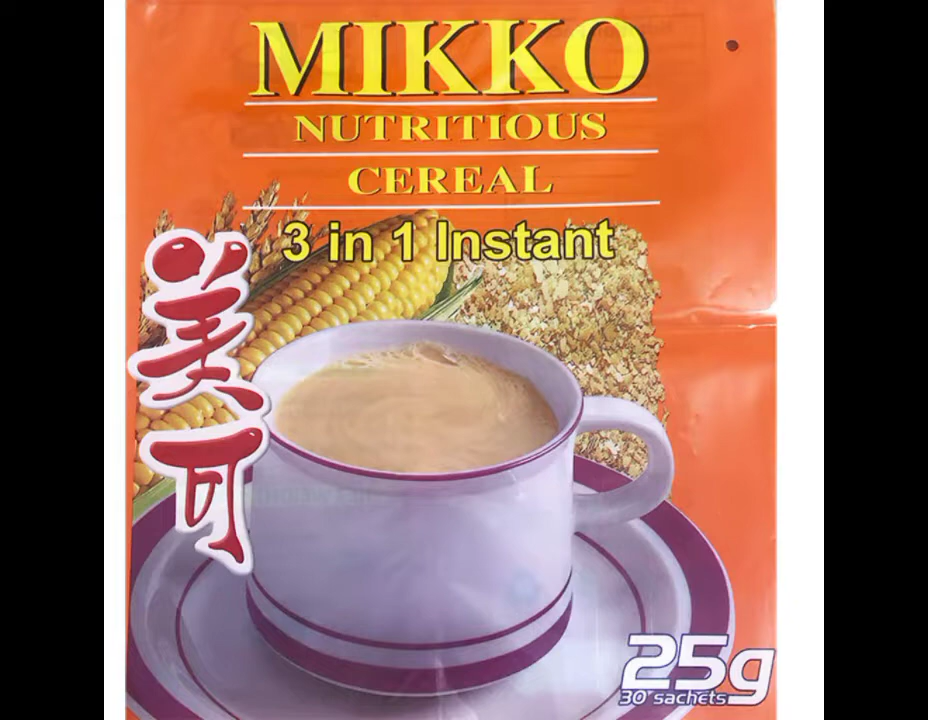 MIKKO
NUTRITIOUS
CEREAL
3 in 1 Instant
美可
25g
30 sachets